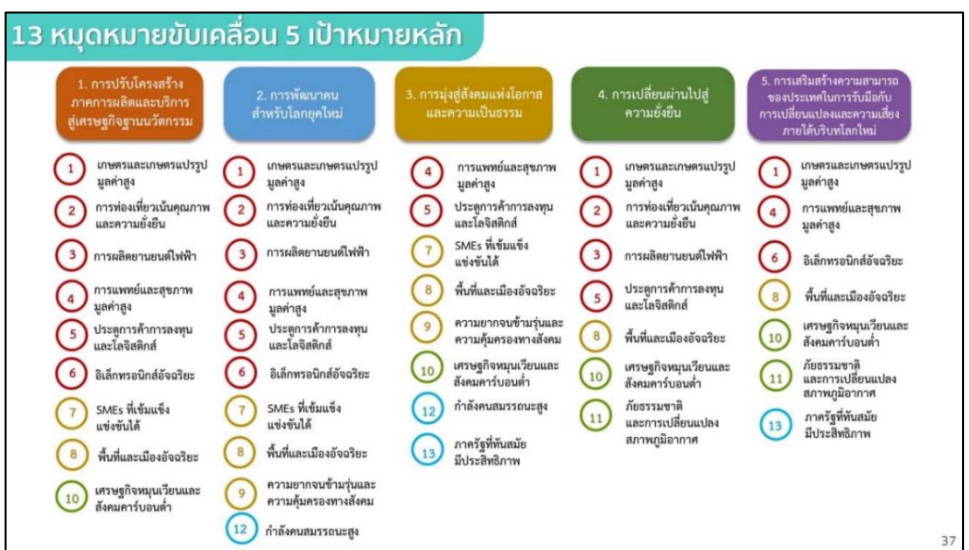 13 หมุดหมายขับเคลื่อน 5 เป้าหมายหลัก
1. การปรับโครงสร้าง
ภาคการผลิตและบริการ
สู่เศรษฐกิจฐานนวัตกรรม
1
เกษตรและเกษตรแปรรูป
มูลค่าสูง
2
การท่องเที่ยวเน้นคุณภาพ
และความยั่งยืน
3
การผลิตยานยนต์ไฟฟ้า
4
การแพทย์และสุขภาพ
มูลค่าสูง
5
ประตูการค้าการลงทุน
และโลจิสติกส์
6
อิเล็กทรอนิกส์อัจฉริยะ
7
SMEs ที่เข้มแข็ง
แข่งขันได้
8
พื้นที่และเมืองอัจฉริยะ
10
เศรษฐกิจหมุนเวียนและ
สังคมคาร์บอนต่ำ
2. การพัฒนาคน
สำหรับโลกยุคใหม่
1
เกษตรและเกษตรแปรรูป
มูลค่าสูง
2
การท่องเที่ยวเน้นคุณภาพ
และความยั่งยืน
3
การผลิตยานยนต์ไฟฟ้า
4
การแพทย์และสุขภาพ
มูลค่าสูง
5
ประตูการค้าการลงทุน
และโลจิสติกส์
6
อิเล็กทรอนิกส์อัจฉริยะ
7
SMEs ที่เข้มแข็ง
แข่งขันได้
8
พื้นที่และเมืองอัจฉริยะ
9
ความยากจนข้ามรุ่นและ
ความคุ้มครองทางสังคม
12
กำลังคนสมรรถนะสูง
3. การมุ่งสู่สังคมแห่งโอกาส
และความเป็นธรรม
4
การแพทย์และสุขภาพ
มูลค่าสูง
5
ประตูการค้าการลงทุน
และโลจิสติกส์
7
SMEs ที่เข้มแข็ง
แข่งขันได้
8
พื้นที่และเมืองอัจฉริยะ
9
ความยากจนข้ามรุ่นและ
ความคุ้มครองทางสังคม
10
เศรษฐกิจหมุนเวียนและ
สังคมคาร์บอนต่ำ
12
กำลังคนสมรรถนะสูง
13
ภาครัฐที่ทันสมัย
มีประสิทธิภาพ
4. การเปลี่ยนผ่านไปสู่
ความยั่งยืน
1
เกษตรและเกษตรแปรรูป
มูลค่าสูง
2
การท่องเที่ยวเน้นคุณภาพ
และความยั่งยืน
3
การผลิตยานยนต์ไฟฟ้า
5
ประตูการค้าการลงทุน
และโลจิสติกส์
8
พื้นที่และเมืองอัจฉริยะ
10
เศรษฐกิจหมุนเวียนและ
สังคมคาร์บอนต่ำ
11
ภัยธรรมชาติ
และการเปลี่ยนแปลง
สภาพภูมิอากาศ
5. การเสริมสร้างความสามารถ
ของประเทศในการรับมือกับ
การเปลี่ยนแปลงและความเสี่ยง
ภายใต้บริบทโลกใหม่
1
เกษตรและเกษตรแปรรูป
มูลค่าสูง
4
การแพทย์และสุขภาพ
มูลค่าสูง
6
อิเล็กทรอนิกส์อัจฉริยะ
8
พื้นที่และเมืองอัจฉริยะ
10
เศรษฐกิจหมุนเวียนและ
สังคมคาร์บอนต่ำ
11
ภัยธรรมชาติ
และการเปลี่ยนแปลง
สภาพภูมิอากาศ
13
ภาครัฐที่ทันสมัย
มีประสิทธิภาพ
37